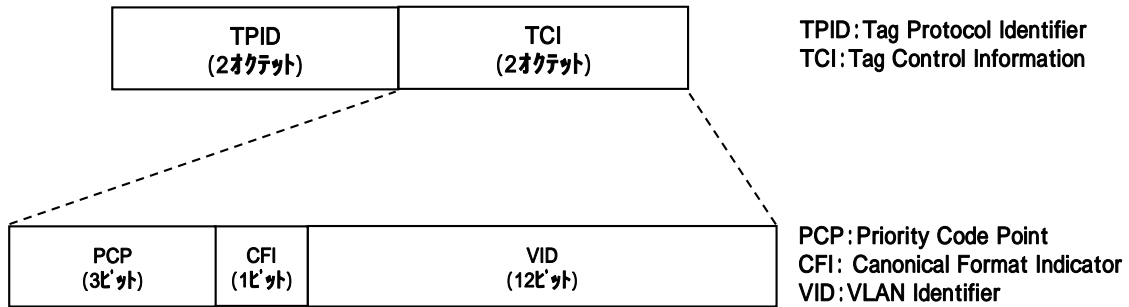 TPID
(2オクテット)
TCI
(2オクテット)
TPID:Tag Protocol Identifier
TCI:Tag Control Information
PCP
(3ビット)
CFI
(1ビット)
VID
(12ビット)
PCP:Priority Code Point
CFI: Canonical Format Indicator
VID:VLAN Identifier